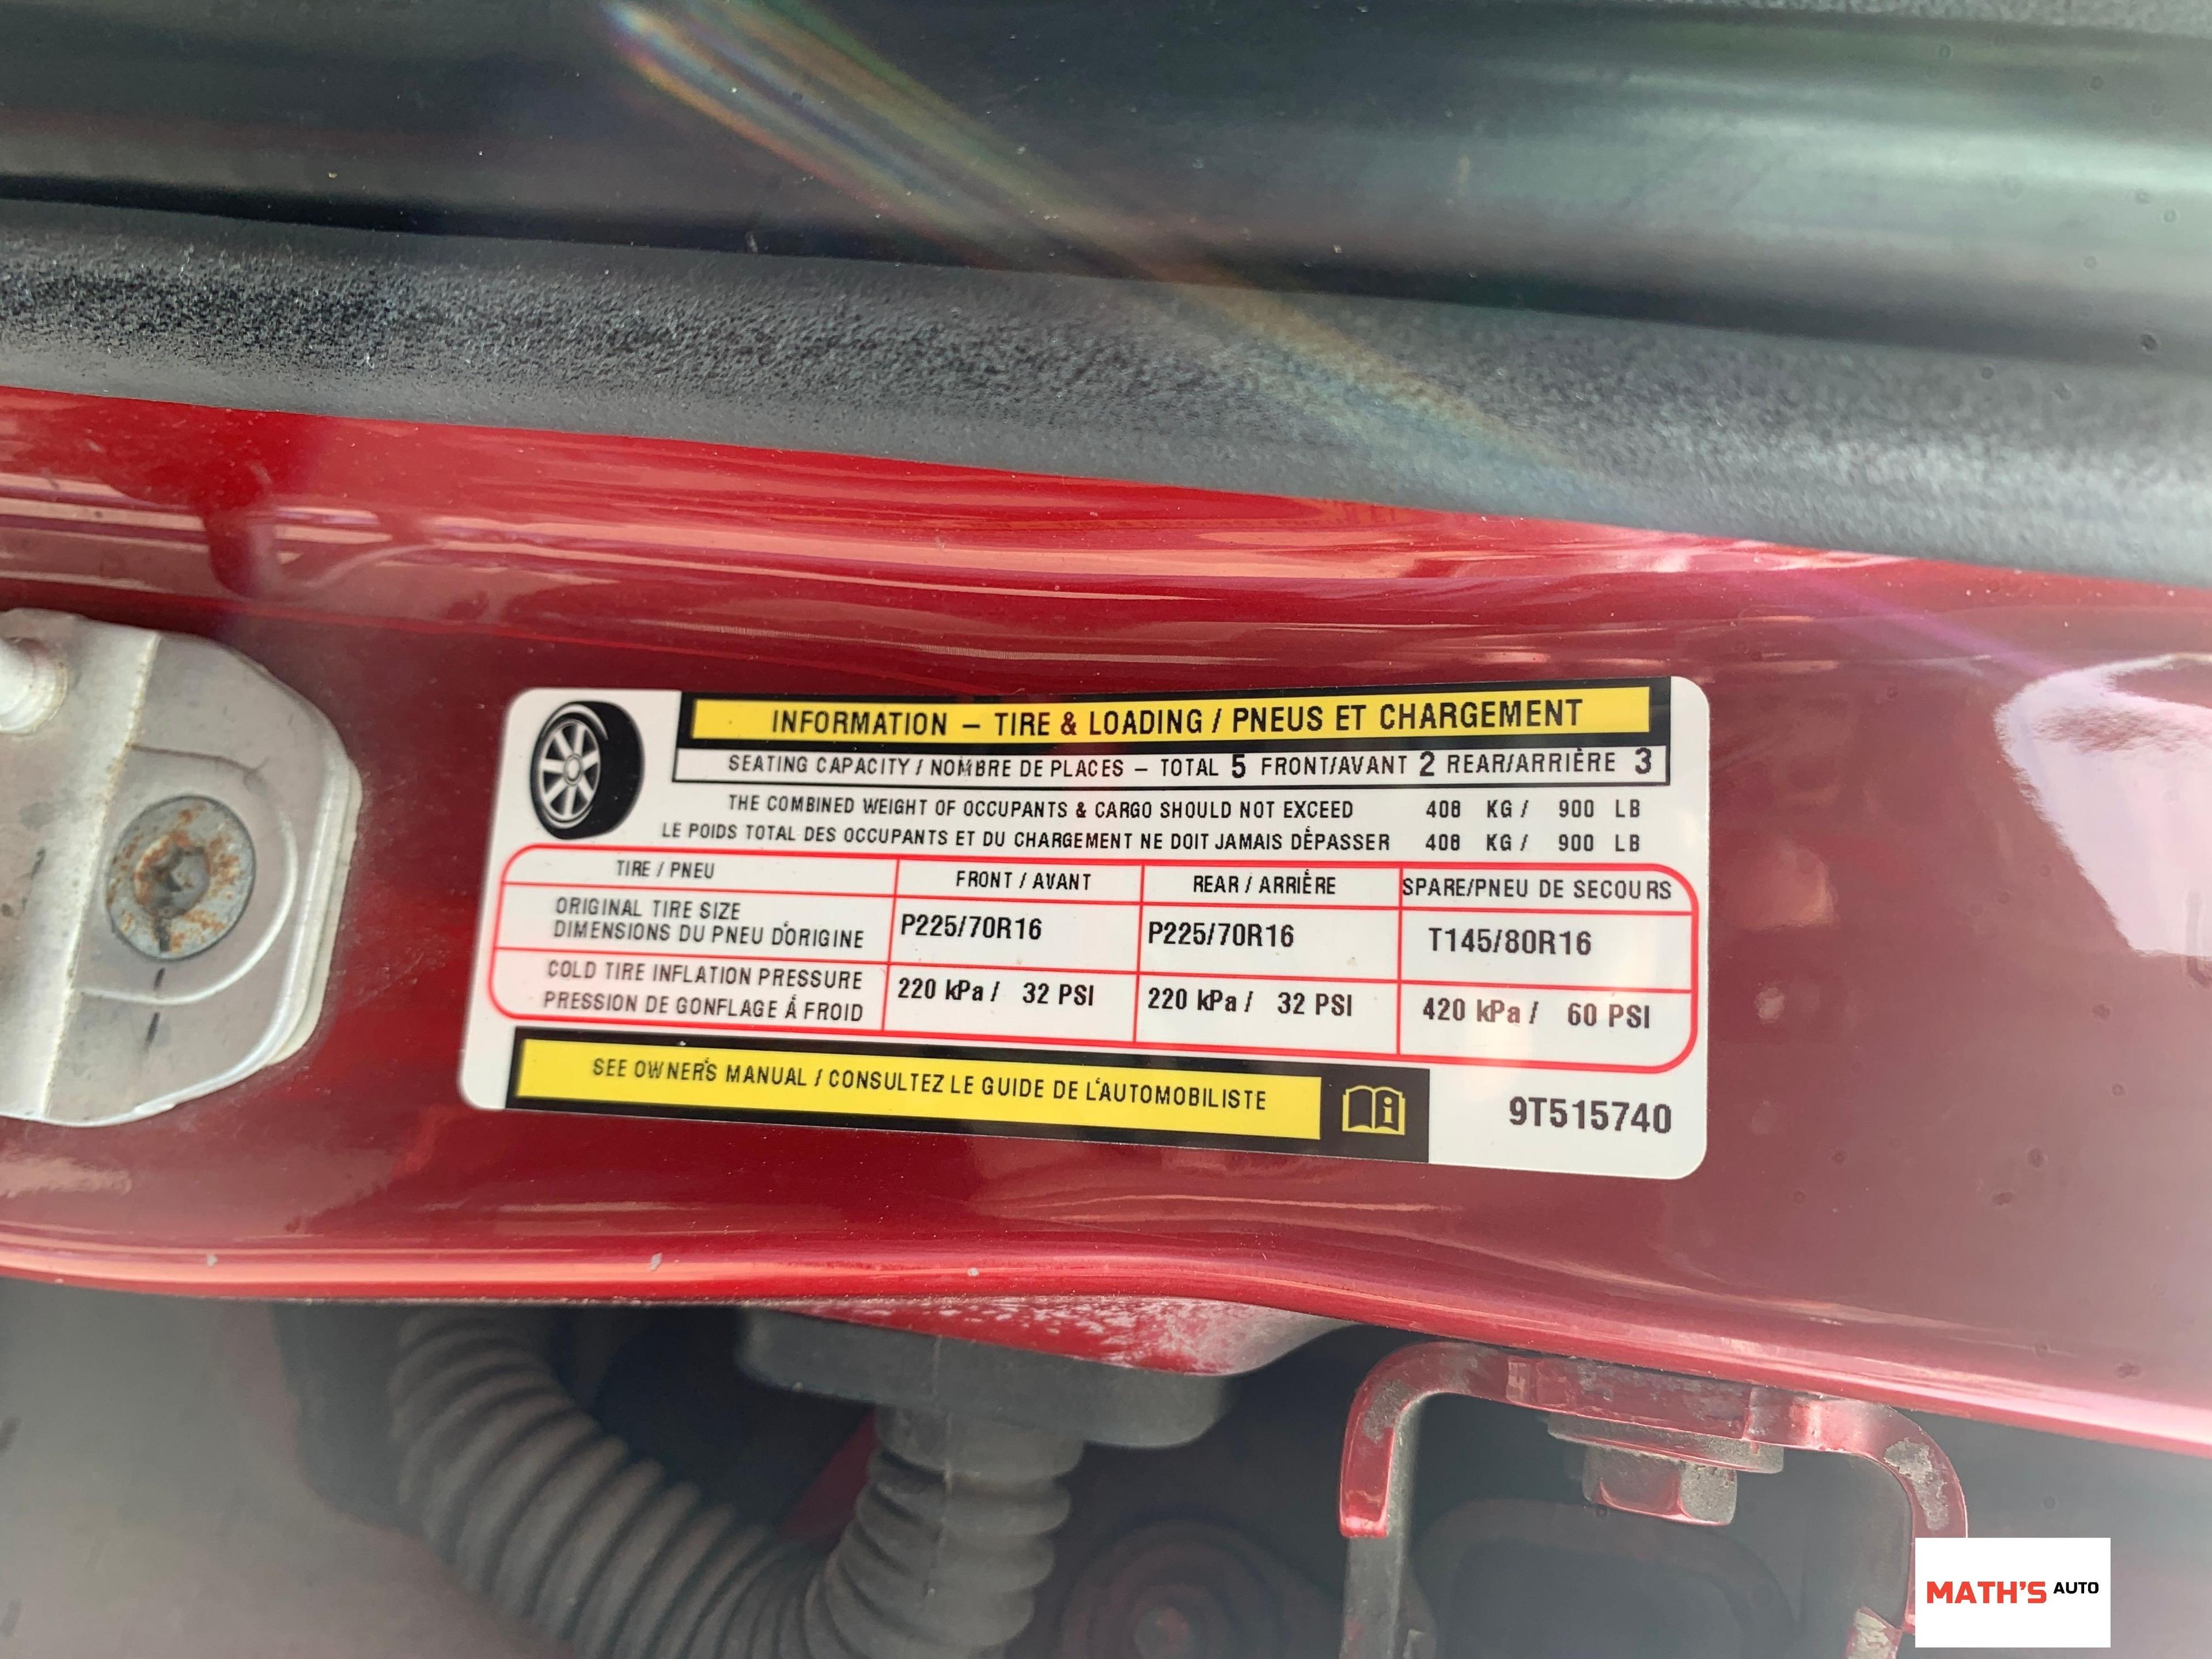 INFORMATION – TIRE & LOADING / PNEUS ET CHARGEMENT
SEATING CAPACITY / NOMBRE DE PLACES – TOTAL 5 FRONT/AVANT 2 REAR/ARRIÈRE 3
THE COMBINED WEIGHT OF OCCUPANTS & CARGO SHOULD NOT EXCEED 408 KG / 900 LB
LE POIDS TOTAL DES OCCUPANTS ET DU CHARGEMENT NE DOIT JAMAIS DÉPASSER 408 KG / 900 LB
TIRE / PNEU FRONT / AVANT REAR / ARRIÈRE SPARE/PNEU DE SECOURS
ORIGINAL TIRE SIZE
DIMENSIONS DU PNEU D'ORIGINE P225/70R16 P225/70R16 T145/80R16
COLD TIRE INFLATION PRESSURE
PRESSION DE GONFLAGE À FROID 220 kPa / 32 PSI 220 kPa / 32 PSI 420 kPa / 60 PSI
SEE OWNER'S MANUAL / CONSULTEZ LE GUIDE DE L'AUTOMOBILISTE
9T515740
MATH'S AUTO